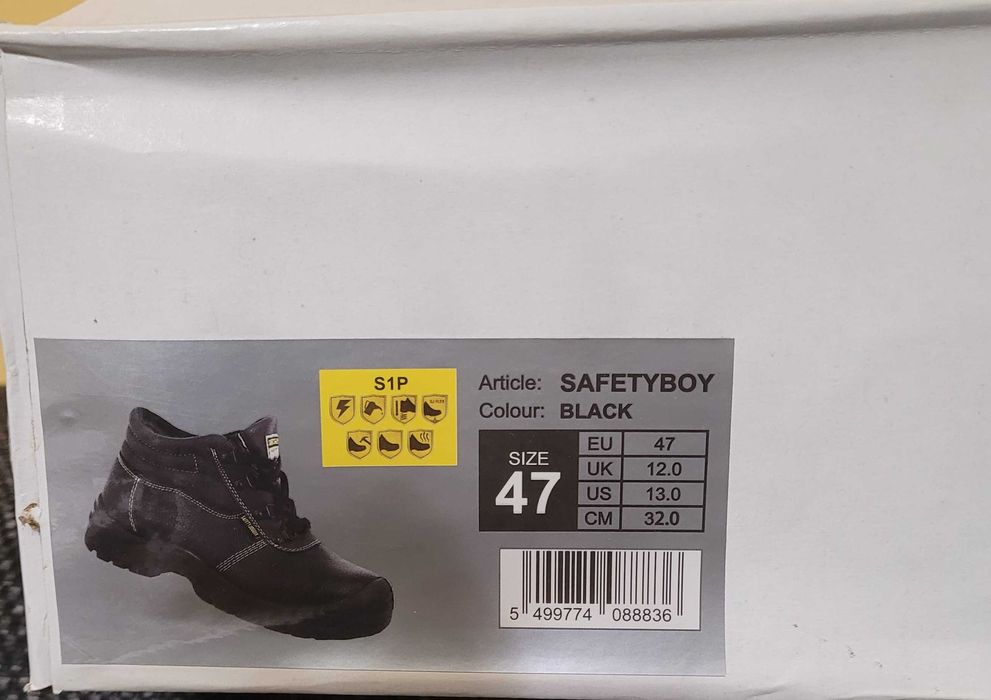 S1P
Article: SAFETYBOY
Colour: BLACK
SIZE
47
EU 47
UK 12.0
US 13.0
CM 32.0
5 499774 088836